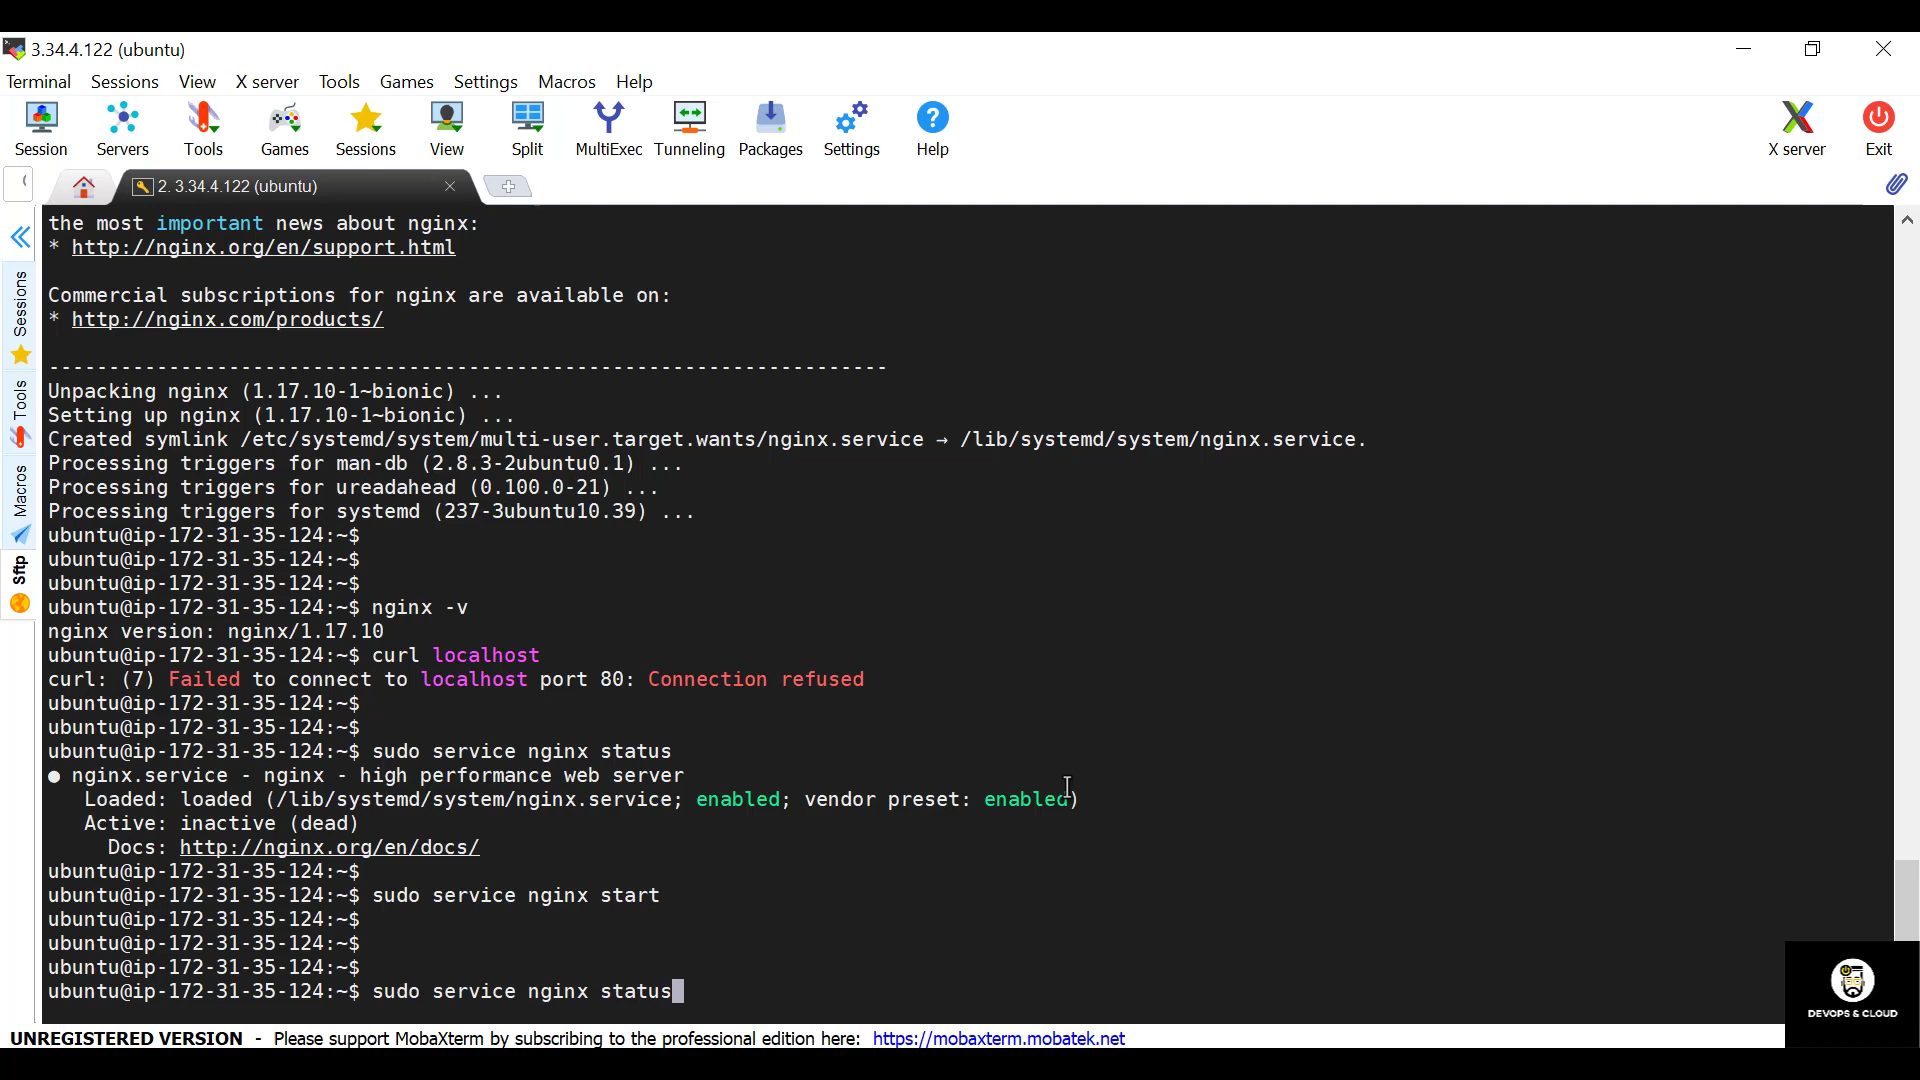 3.34.4.122 (ubuntu)
Terminal Sessions View X server Tools Games Settings Macros Help
Session Servers Tools Games Sessions View Split MultiExec Tunneling Packages Settings Help X server Exit
2. 3.34.4.122 (ubuntu)
Sessions
Tools
Macros
Sftp
the most important news about nginx:
* http://nginx.org/en/support.html
Commercial subscriptions for nginx are available on:
* http://nginx.com/products/
----------------------------------------------------------------------
Unpacking nginx (1.17.10-1~bionic) ...
Setting up nginx (1.17.10-1~bionic) ...
Created symlink /etc/systemd/system/multi-user.target.wants/nginx.service → /lib/systemd/system/nginx.service.
Processing triggers for man-db (2.8.3-2ubuntu0.1) ...
Processing triggers for ureadahead (0.100.0-21) ...
Processing triggers for systemd (237-3ubuntu10.39) ...
ubuntu@ip-172-31-35-124:~$
ubuntu@ip-172-31-35-124:~$
ubuntu@ip-172-31-35-124:~$
ubuntu@ip-172-31-35-124:~$ nginx -v
nginx version: nginx/1.17.10
ubuntu@ip-172-31-35-124:~$ curl localhost
curl: (7) Failed to connect to localhost port 80: Connection refused
ubuntu@ip-172-31-35-124:~$
ubuntu@ip-172-31-35-124:~$
ubuntu@ip-172-31-35-124:~$ sudo service nginx status
● nginx.service - nginx - high performance web server
Loaded: loaded (/lib/systemd/system/nginx.service; enabled; vendor preset: enabled)
Active: inactive (dead)
Docs: http://nginx.org/en/docs/
ubuntu@ip-172-31-35-124:~$
ubuntu@ip-172-31-35-124:~$ sudo service nginx start
ubuntu@ip-172-31-35-124:~$
ubuntu@ip-172-31-35-124:~$
ubuntu@ip-172-31-35-124:~$
ubuntu@ip-172-31-35-124:~$ sudo service nginx status
DEVOPS & CLOUD
UNREGISTERED VERSION - Please support MobaXterm by subscribing to the professional edition here: https://mobaxterm.mobatek.net